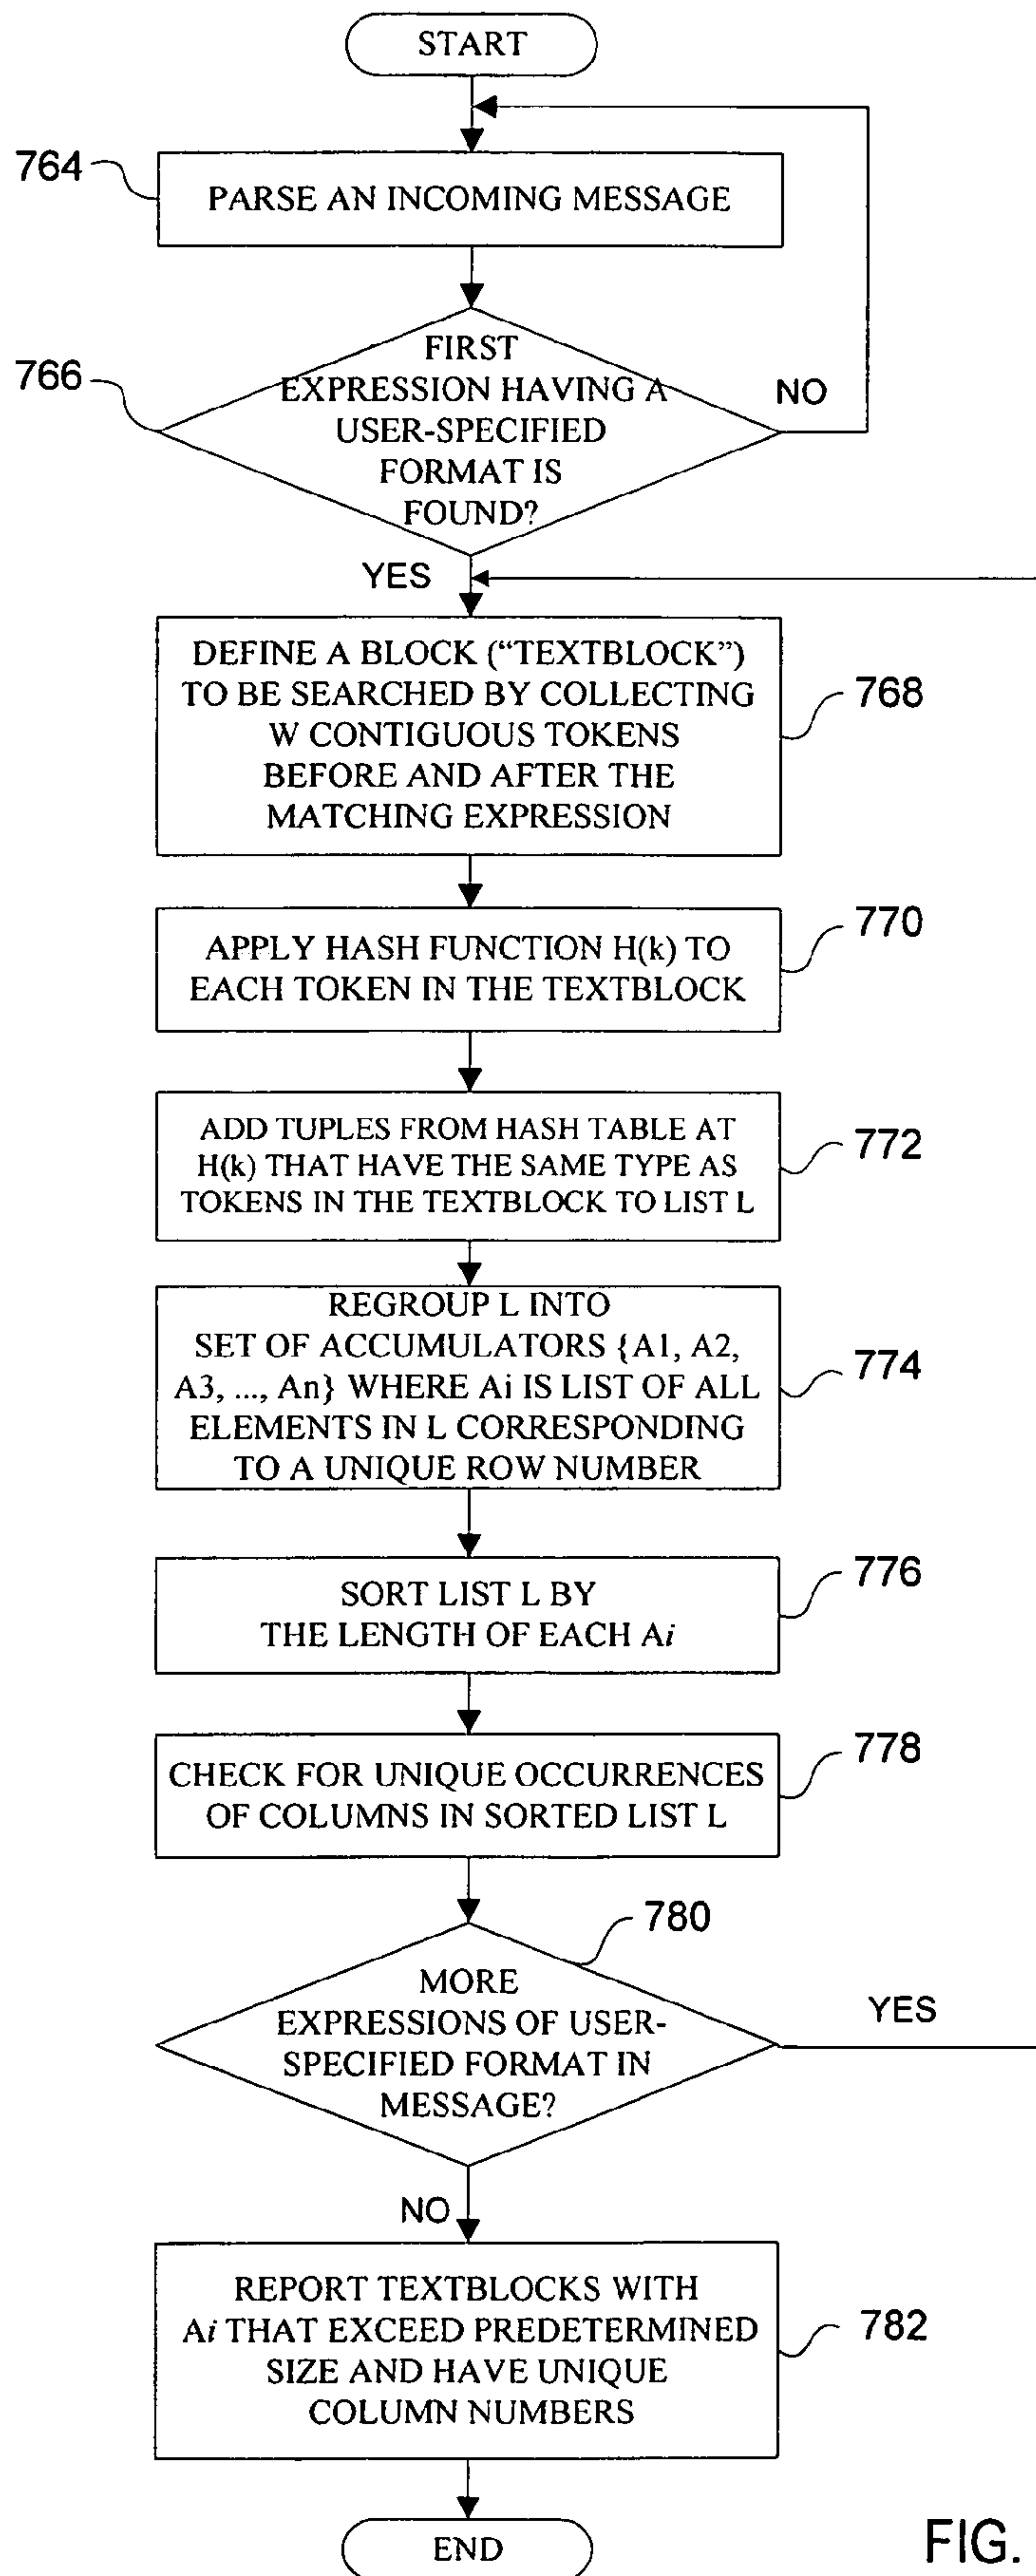 START
764
PARSE AN INCOMING MESSAGE
766
FIRST
EXPRESSION HAVING A
USER-SPECIFIED
FORMAT IS
FOUND?
NO
YES
DEFINE A BLOCK (“TEXTBLOCK”)
TO BE SEARCHED BY COLLECTING
W CONTIGUOUS TOKENS
BEFORE AND AFTER THE
MATCHING EXPRESSION
768
APPLY HASH FUNCTION H(k) TO
EACH TOKEN IN THE TEXTBLOCK
770
ADD TUPLES FROM HASH TABLE AT
H(k) THAT HAVE THE SAME TYPE AS
TOKENS IN THE TEXTBLOCK TO LIST L
772
REGROUP L INTO
SET OF ACCUMULATORS {A1, A2,
A3, ..., An} WHERE Ai IS LIST OF ALL
ELEMENTS IN L CORRESPONDING
TO A UNIQUE ROW NUMBER
774
SORT LIST L BY
THE LENGTH OF EACH Ai
776
CHECK FOR UNIQUE OCCURRENCES
OF COLUMNS IN SORTED LIST L
778
780
MORE
EXPRESSIONS OF USER-
SPECIFIED FORMAT IN
MESSAGE?
YES
NO
REPORT TEXTBLOCKS WITH
Ai THAT EXCEED PREDETERMINED
SIZE AND HAVE UNIQUE
COLUMN NUMBERS
782
END
FIG.